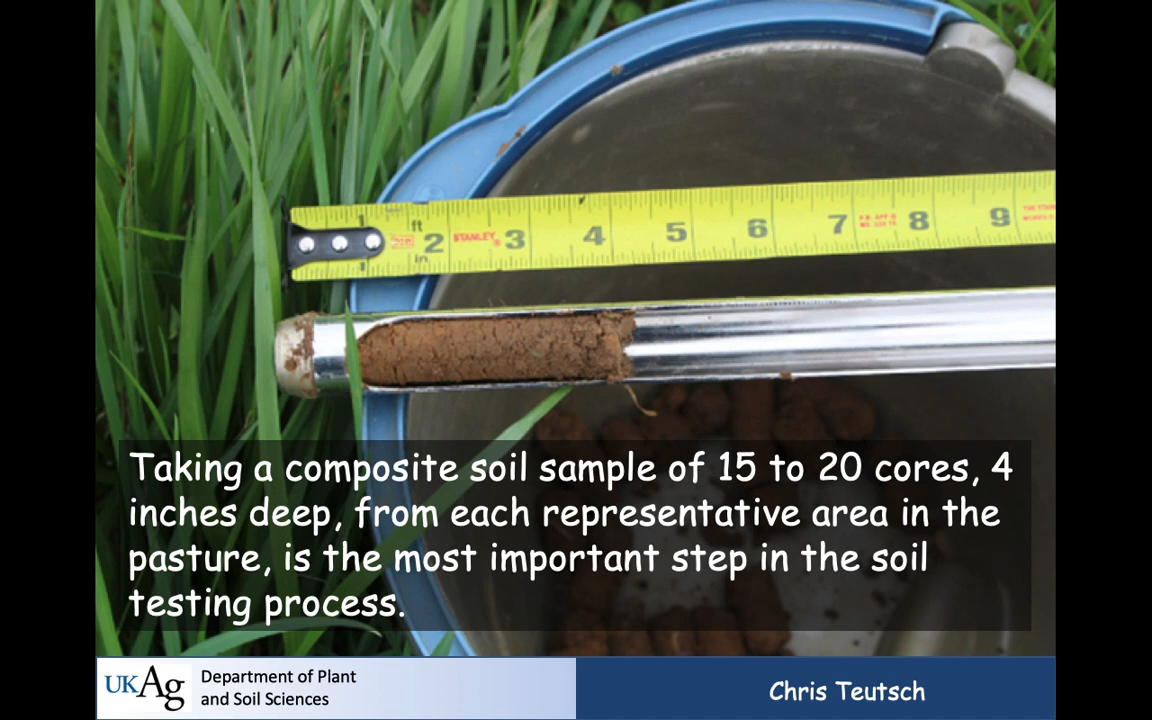 ft
2 STANLEY® 3 4 5 6 7 8 9
in
Taking a composite soil sample of 15 to 20 cores, 4
inches deep, from each representative area in the
pasture, is the most important step in the soil
testing process.
UKAg
Department of Plant
and Soil Sciences
Chris Teutsch